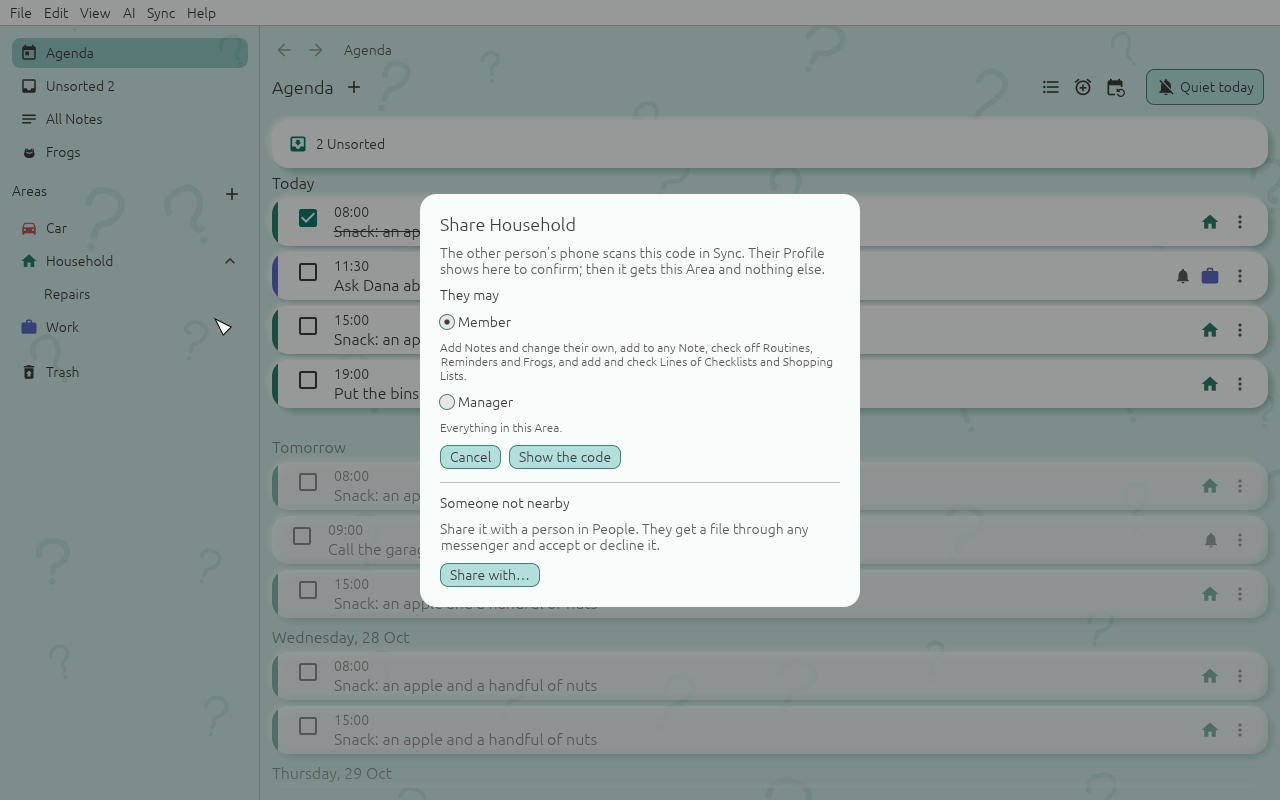 File Edit View AI Sync Help
Agenda
Unsorted 2
All Notes
Frogs
Areas
Car
Household
Repairs
Work
Trash
Agenda
Agenda
Quiet today
2 Unsorted
Today
08:00
Snack: an ap
11:30
Ask Dana ab
15:00
Snack: an ap
19:00
Put the bins
Tomorrow
08:00
Snack: an ap
09:00
Call the garag
15:00
Snack: an apple and a handful of nuts
Wednesday, 28 Oct
08:00
Snack: an apple and a handful of nuts
15:00
Snack: an apple and a handful of nuts
Thursday, 29 Oct
Share Household
The other person's phone scans this code in Sync. Their Profile
shows here to confirm; then it gets this Area and nothing else.
They may
Member
Add Notes and change their own, add to any Note, check off Routines,
Reminders and Frogs, and add and check Lines of Checklists and Shopping
Lists.
Manager
Everything in this Area.
Cancel Show the code
Someone not nearby
Share it with a person in People. They get a file through any
messenger and accept or decline it.
Share with…